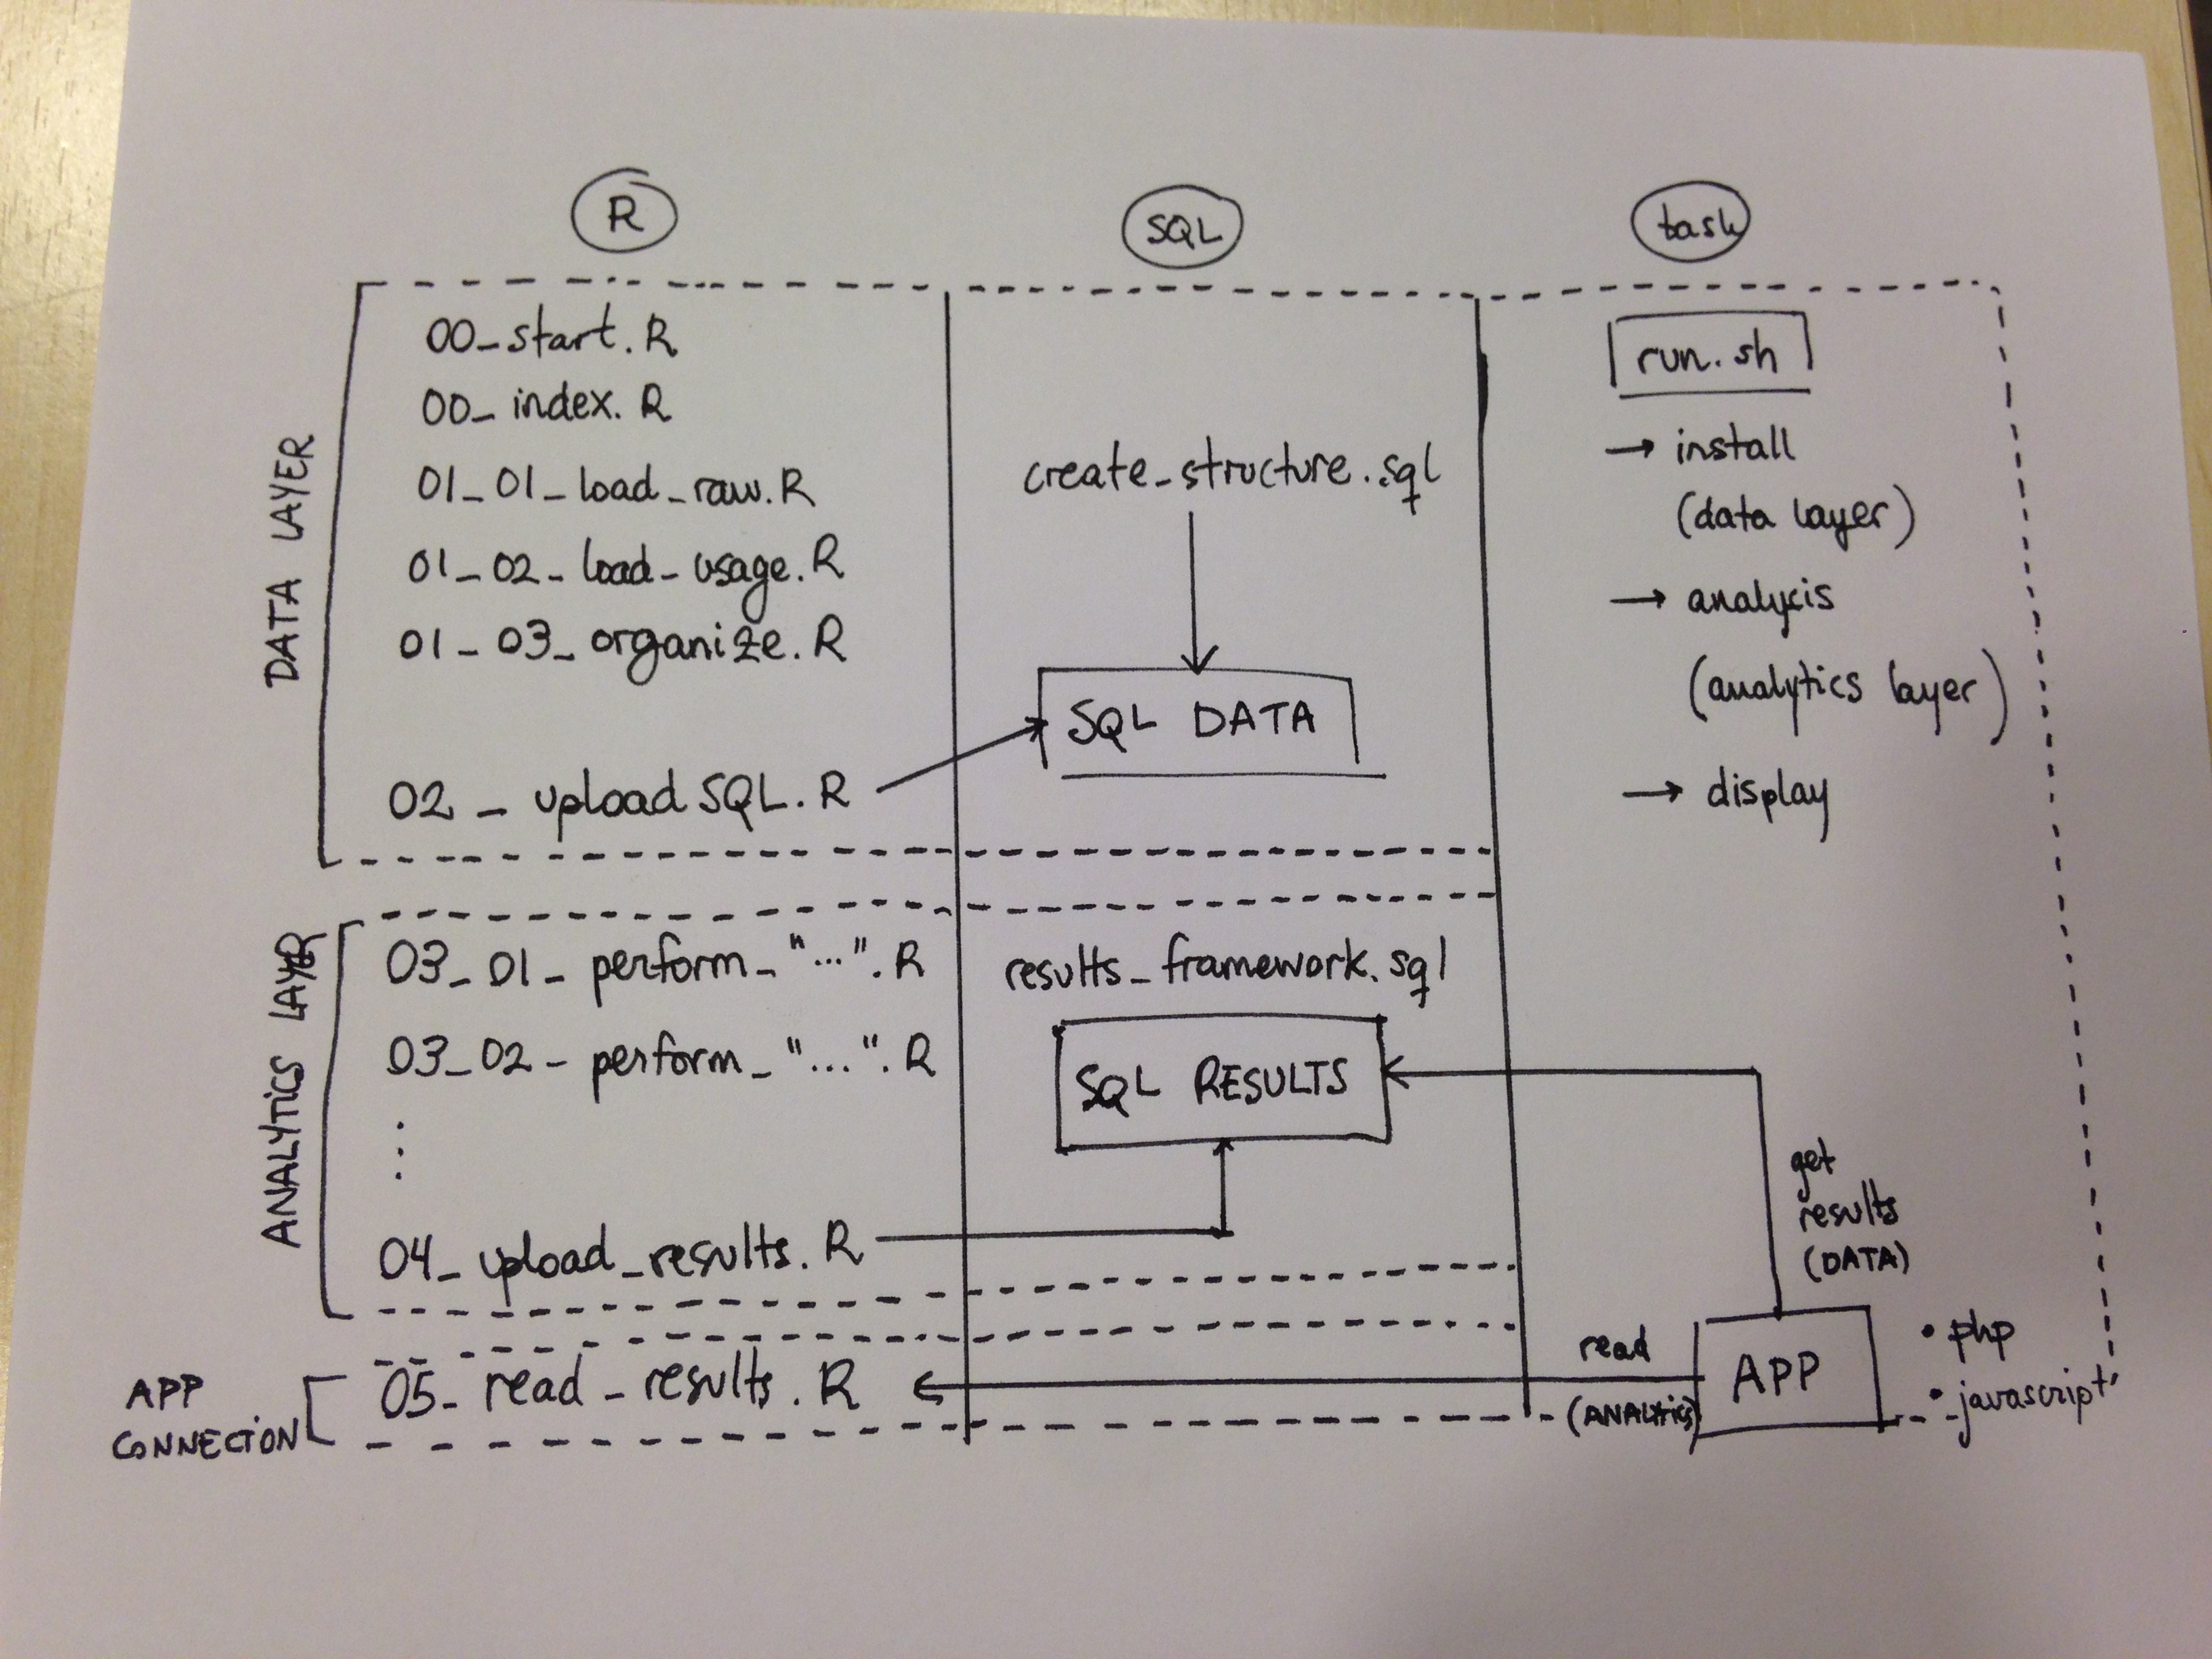 R
SQL
bash
DATA LAYER
00_start.R
00_index.R
01_01_load_raw.R
01_02_load_usage.R
01_03_organize.R
02_upload SQL.R
create_structure.sql
SQL DATA
run.sh
→ install
(data layer)
→ analysis
(analytics layer)
→ display
ANALYTICS LAYER
03_01_perform_"...".R
03_02_perform_"...".R
...
04_upload_results.R
results_framework.sql
SQL RESULTS
get
results
(DATA)
APP
CONNECTION
05_read_results.R
read
(ANALYTICS)
APP
• php
• javascript